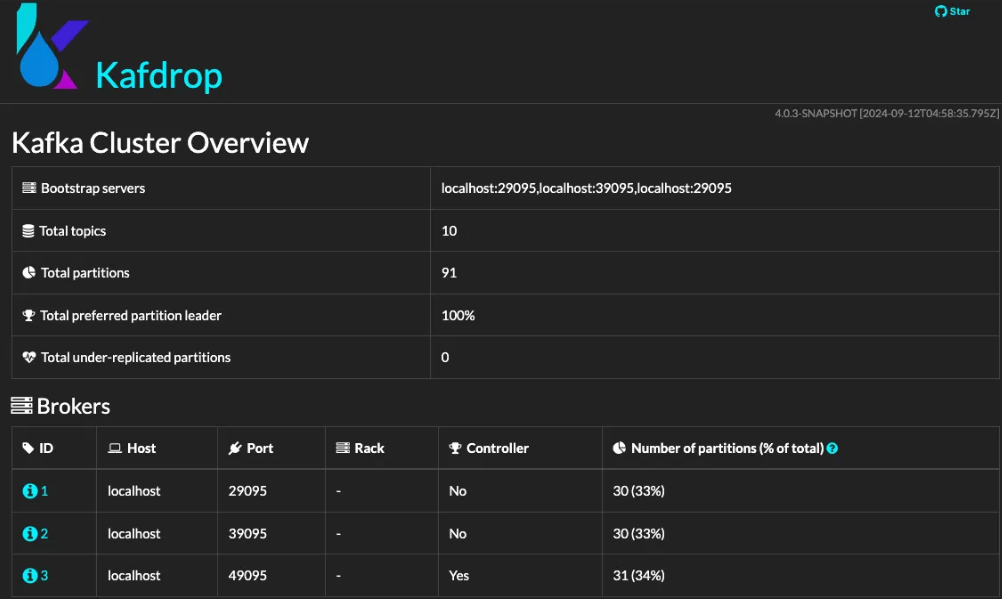 Star
Kafdrop
4.0.3-SNAPSHOT [2024-09-12T04:58:35.795Z]
Kafka Cluster Overview
Bootstrap servers localhost:29095,localhost:39095,localhost:29095
Total topics 10
Total partitions 91
Total preferred partition leader 100%
Total under-replicated partitions 0
Brokers
ID Host Port Rack Controller Number of partitions (% of total)
1 localhost 29095 - No 30 (33%)
2 localhost 39095 - No 30 (33%)
3 localhost 49095 - Yes 31 (34%)